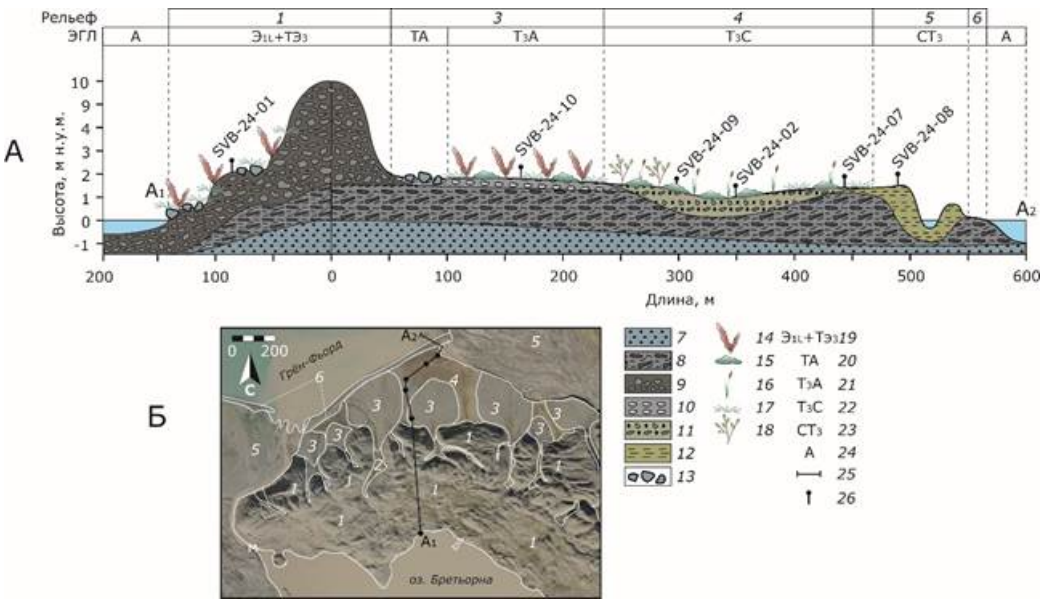 Рельеф 1 3 4 5 6
ЭГЛ А Э1L+ТЭ3 ТА Т3А Т3С СТ3 А
А
Высота, м н.у.м.
10
9
4
3
2
1
0
-1
A1
SVB-24-01
SVB-24-10
SVB-24-09
SVB-24-02
SVB-24-07
SVB-24-08
A2
200 100 0 100 200 300 400 500 600
Длина, м
Б
0 200
С
Грён-Фьорд
A2
5
6
4
3 3 3 3
5 3 3 3
1 1 1
2
1 1 1
1 1
A1
оз. Бретьорна
7 14 Э1L+ТЭ3 19
8 15 ТА 20
9 16 Т3А 21
10 17 Т3С 22
11 18 СТ3 23
12 А 24
13 25
26